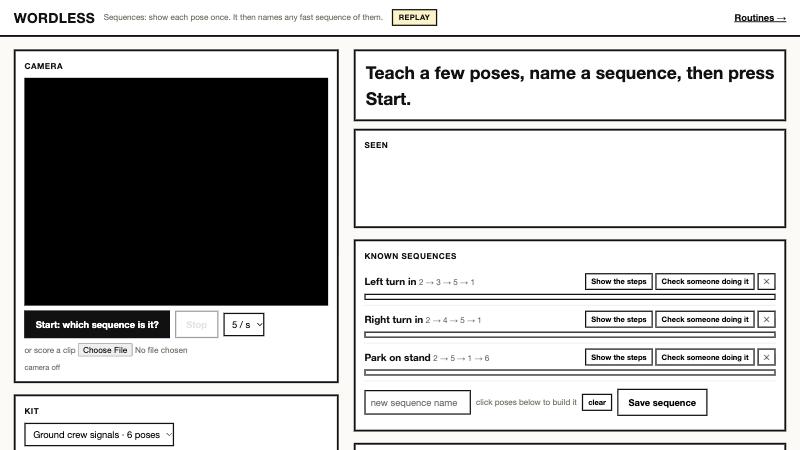 WORDLESS Sequences: show each pose once. It then names any fast sequence of them. REPLAY Routines →
CAMERA
Start: which sequence is it? Stop 5 / s
or score a clip Choose File No file chosen
camera off
KIT
Ground crew signals · 6 poses
Teach a few poses, name a sequence, then press
Start.
SEEN
KNOWN SEQUENCES
Left turn in 2 → 3 → 5 → 1 Show the steps Check someone doing it ×
Right turn in 2 → 4 → 5 → 1 Show the steps Check someone doing it ×
Park on stand 2 → 5 → 1 → 6 Show the steps Check someone doing it ×
new sequence name click poses below to build it clear Save sequence